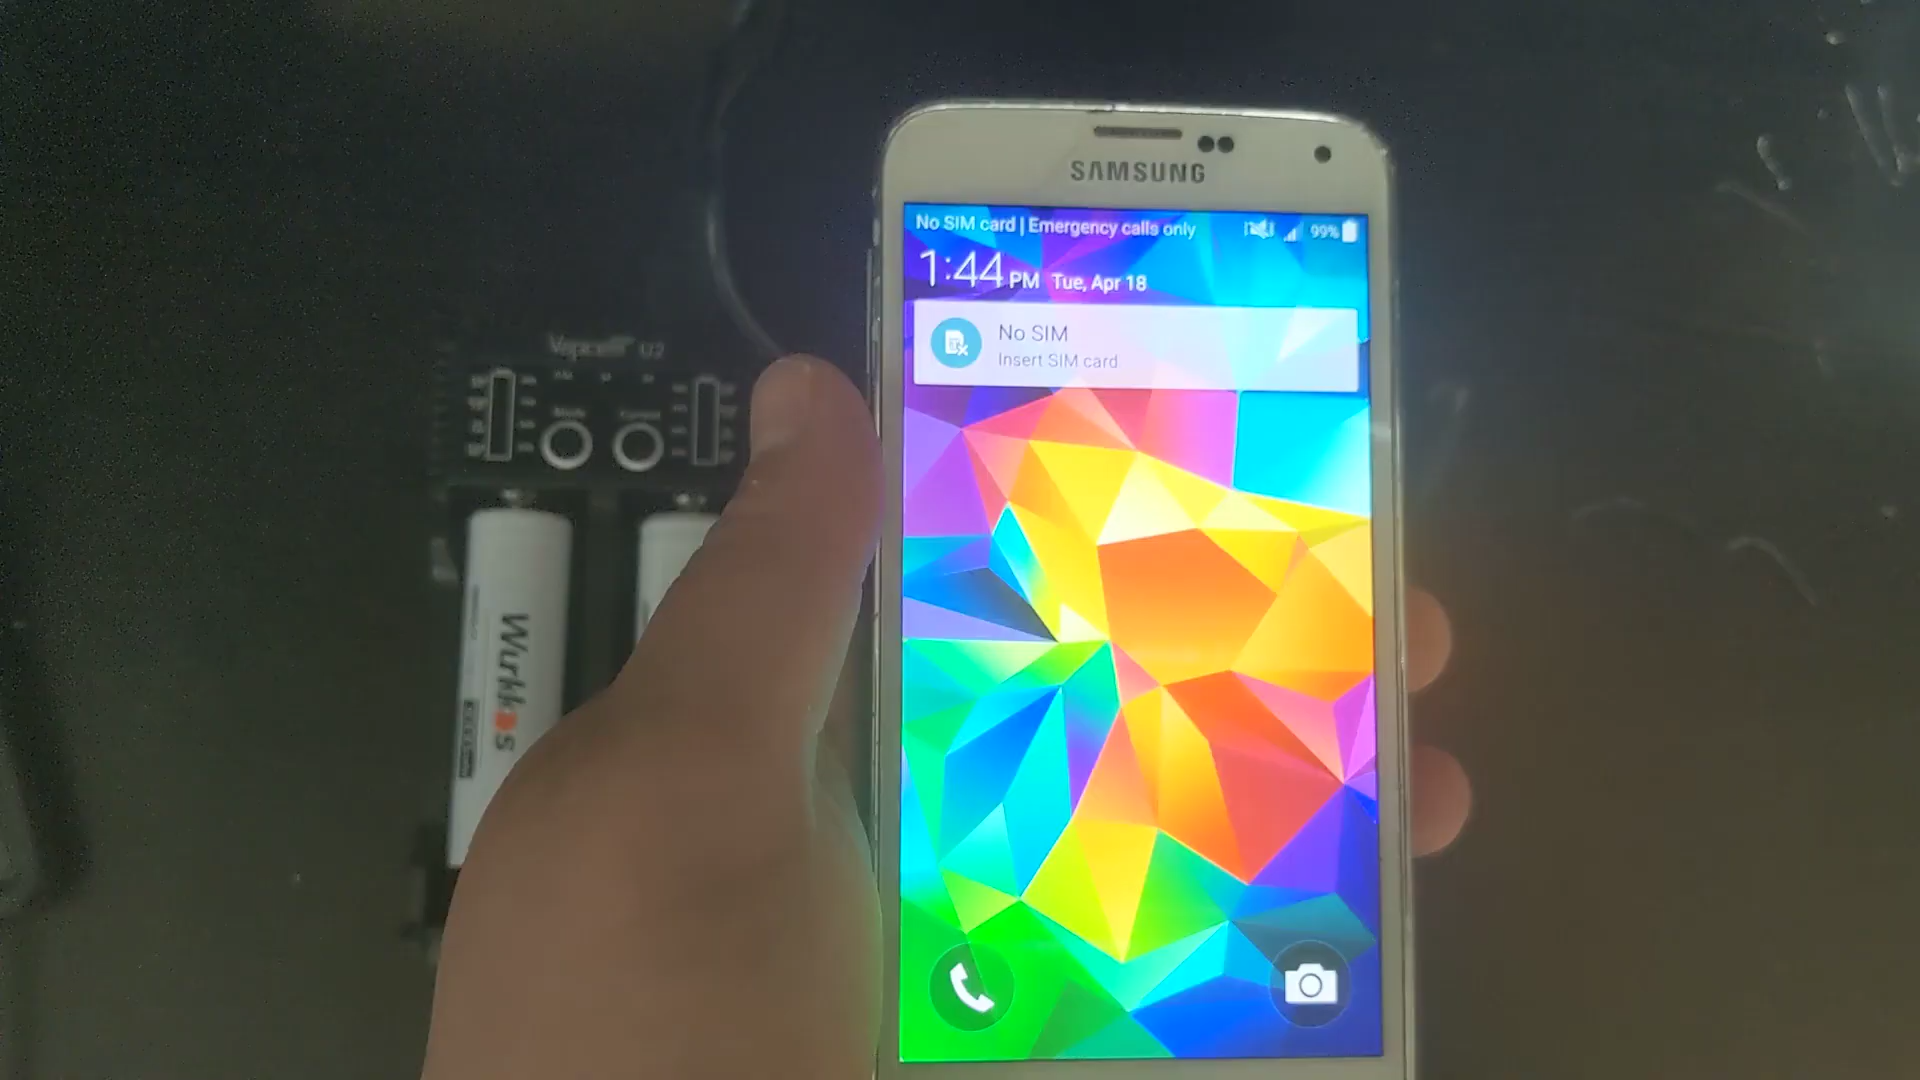 SAMSUNG
No SIM card | Emergency calls only
99%
1:44 PM Tue, Apr 18
No SIM
Insert SIM card
Vapcell U2
Mode
Current
Wurkkos